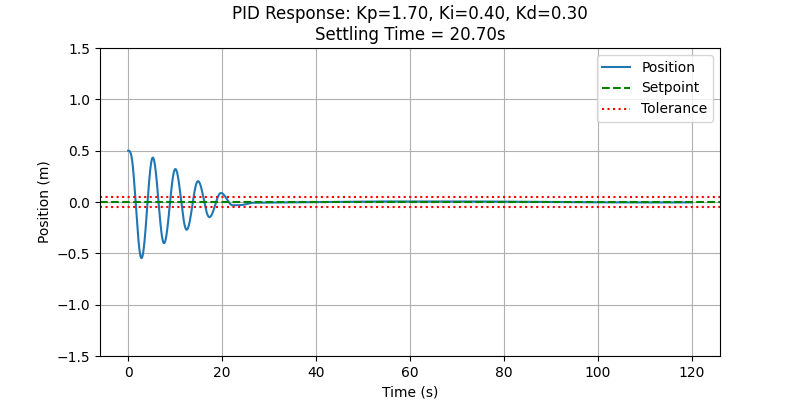 PID Response: Kp=1.70, Ki=0.40, Kd=0.30
Settling Time = 20.70s
Position
Setpoint
Tolerance
1.5
1.0
0.5
0.0
−0.5
−1.0
−1.5
Position (m)
0 20 40 60 80 100 120
Time (s)